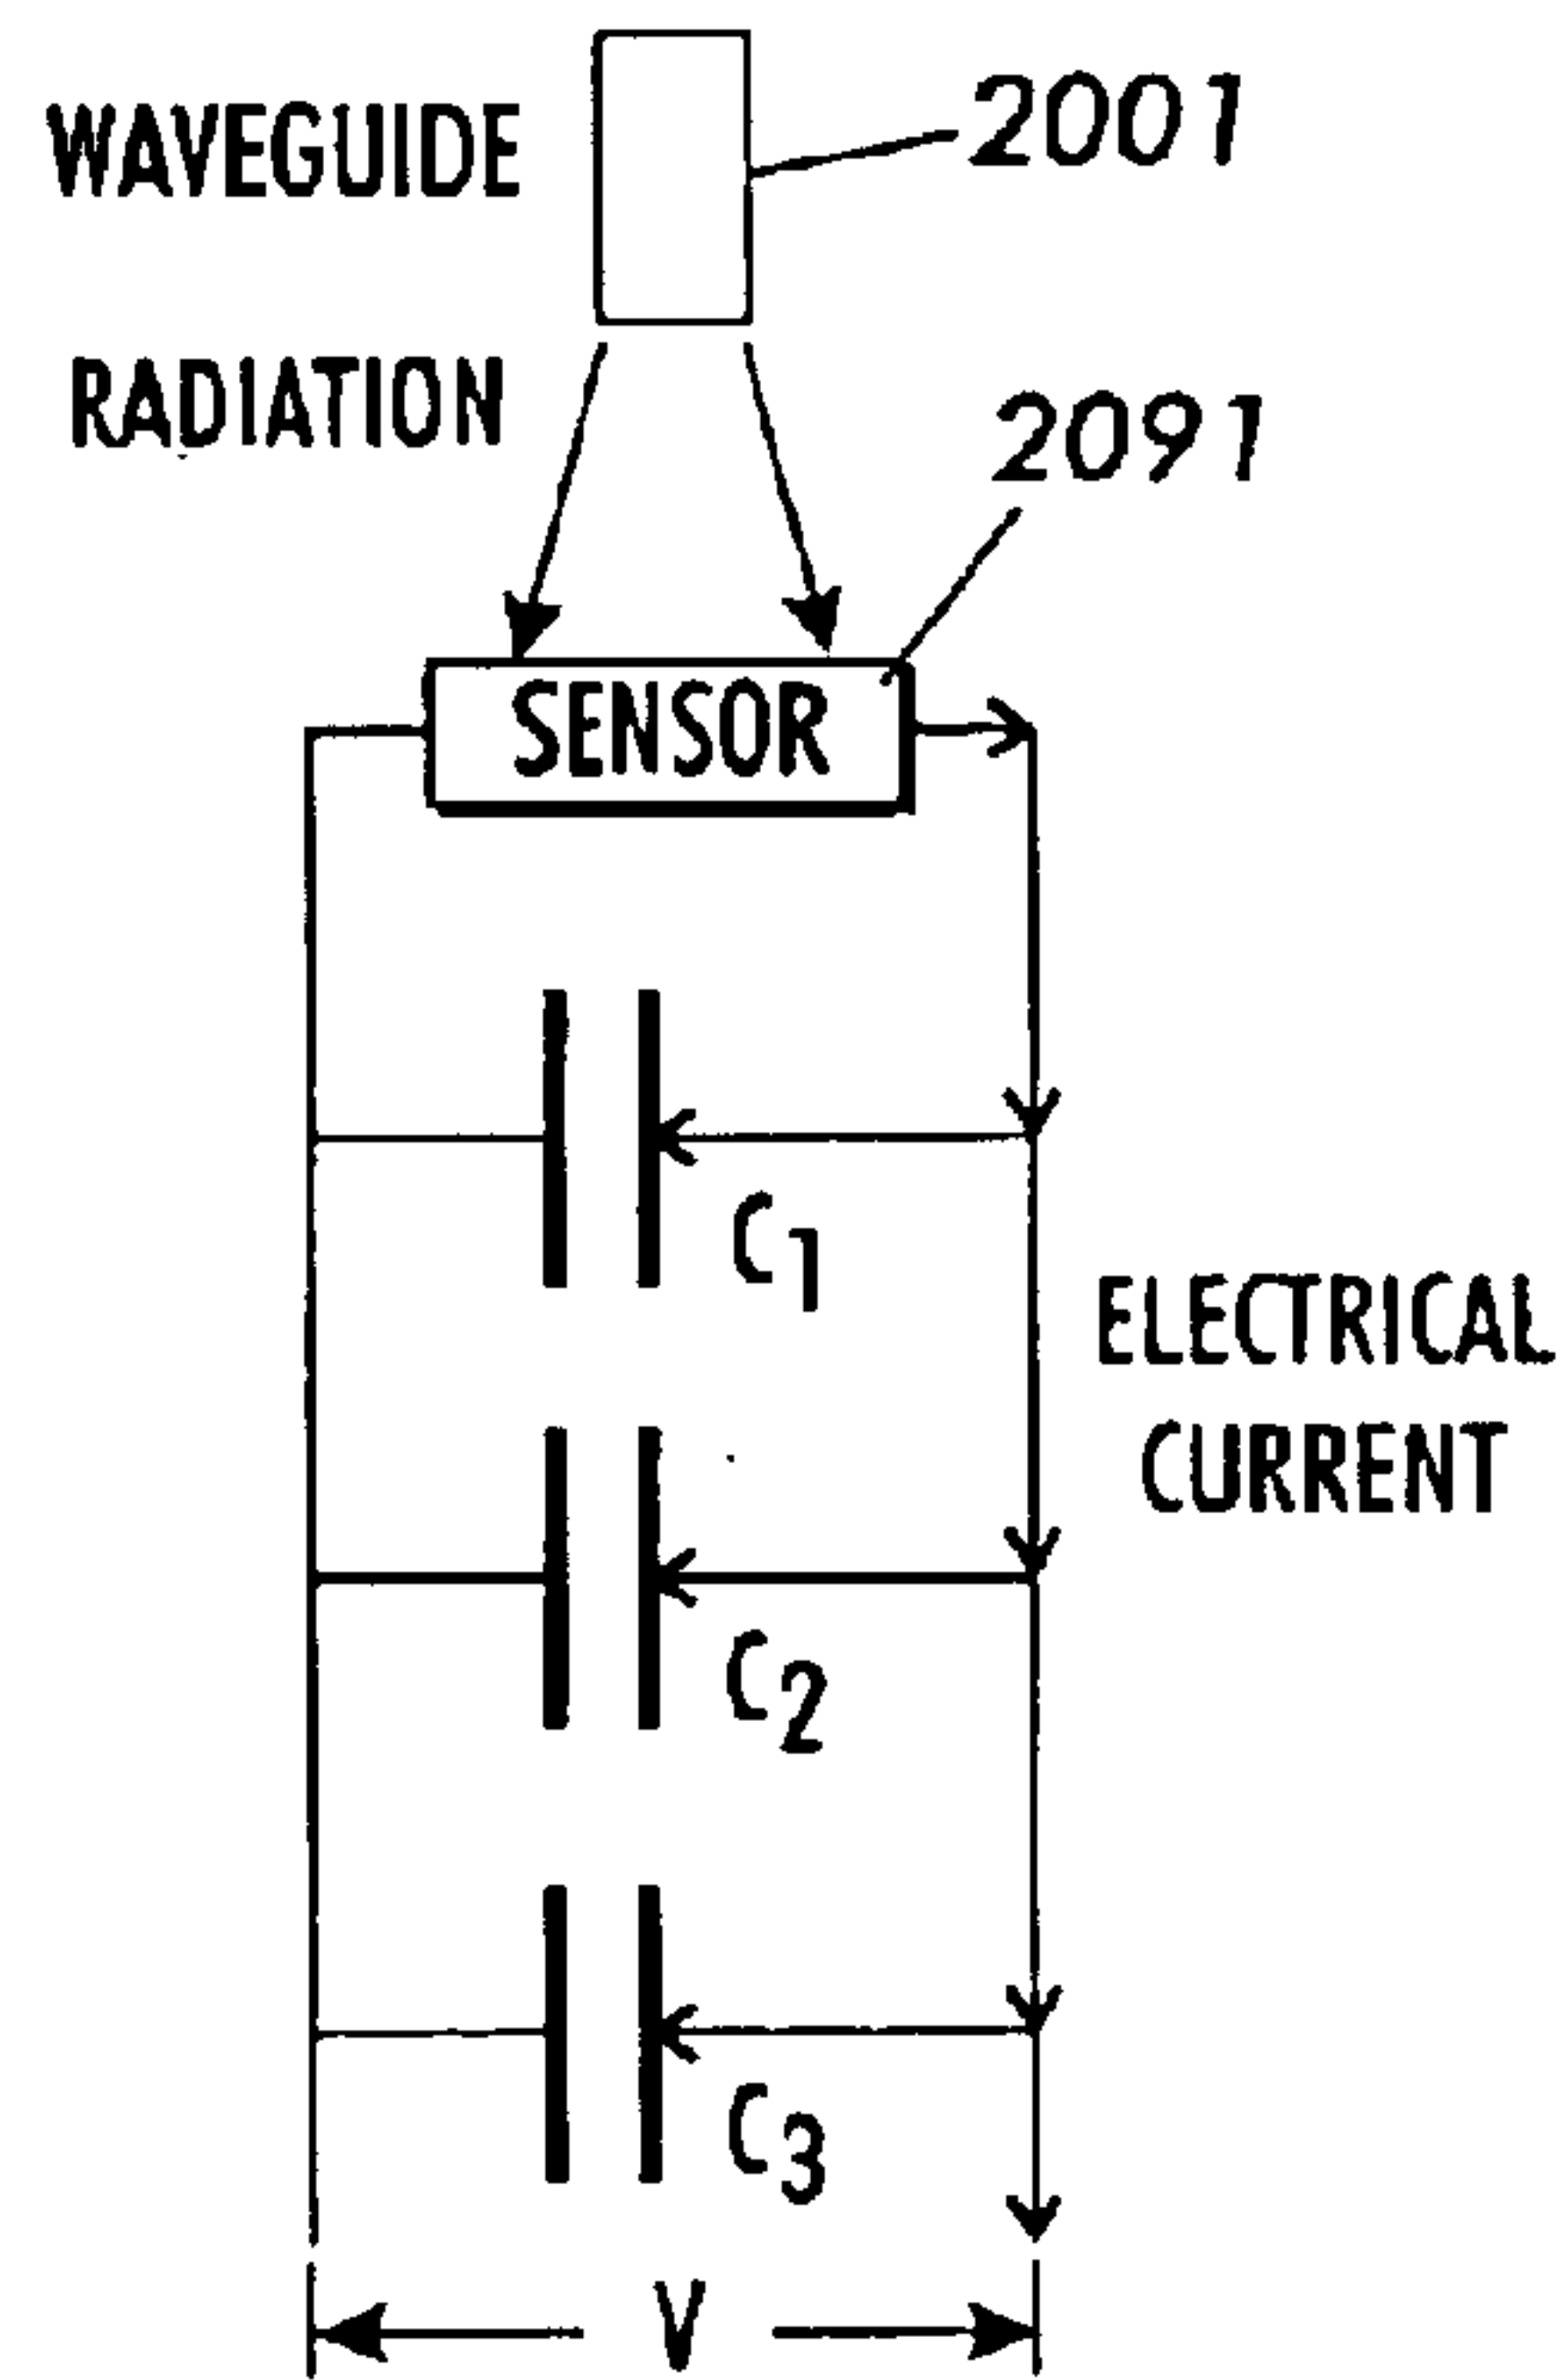 WAVEGUIDE
2001
RADIATION
2091
SENSOR
C1
ELECTRICAL
CURRENT
C2
C3
V